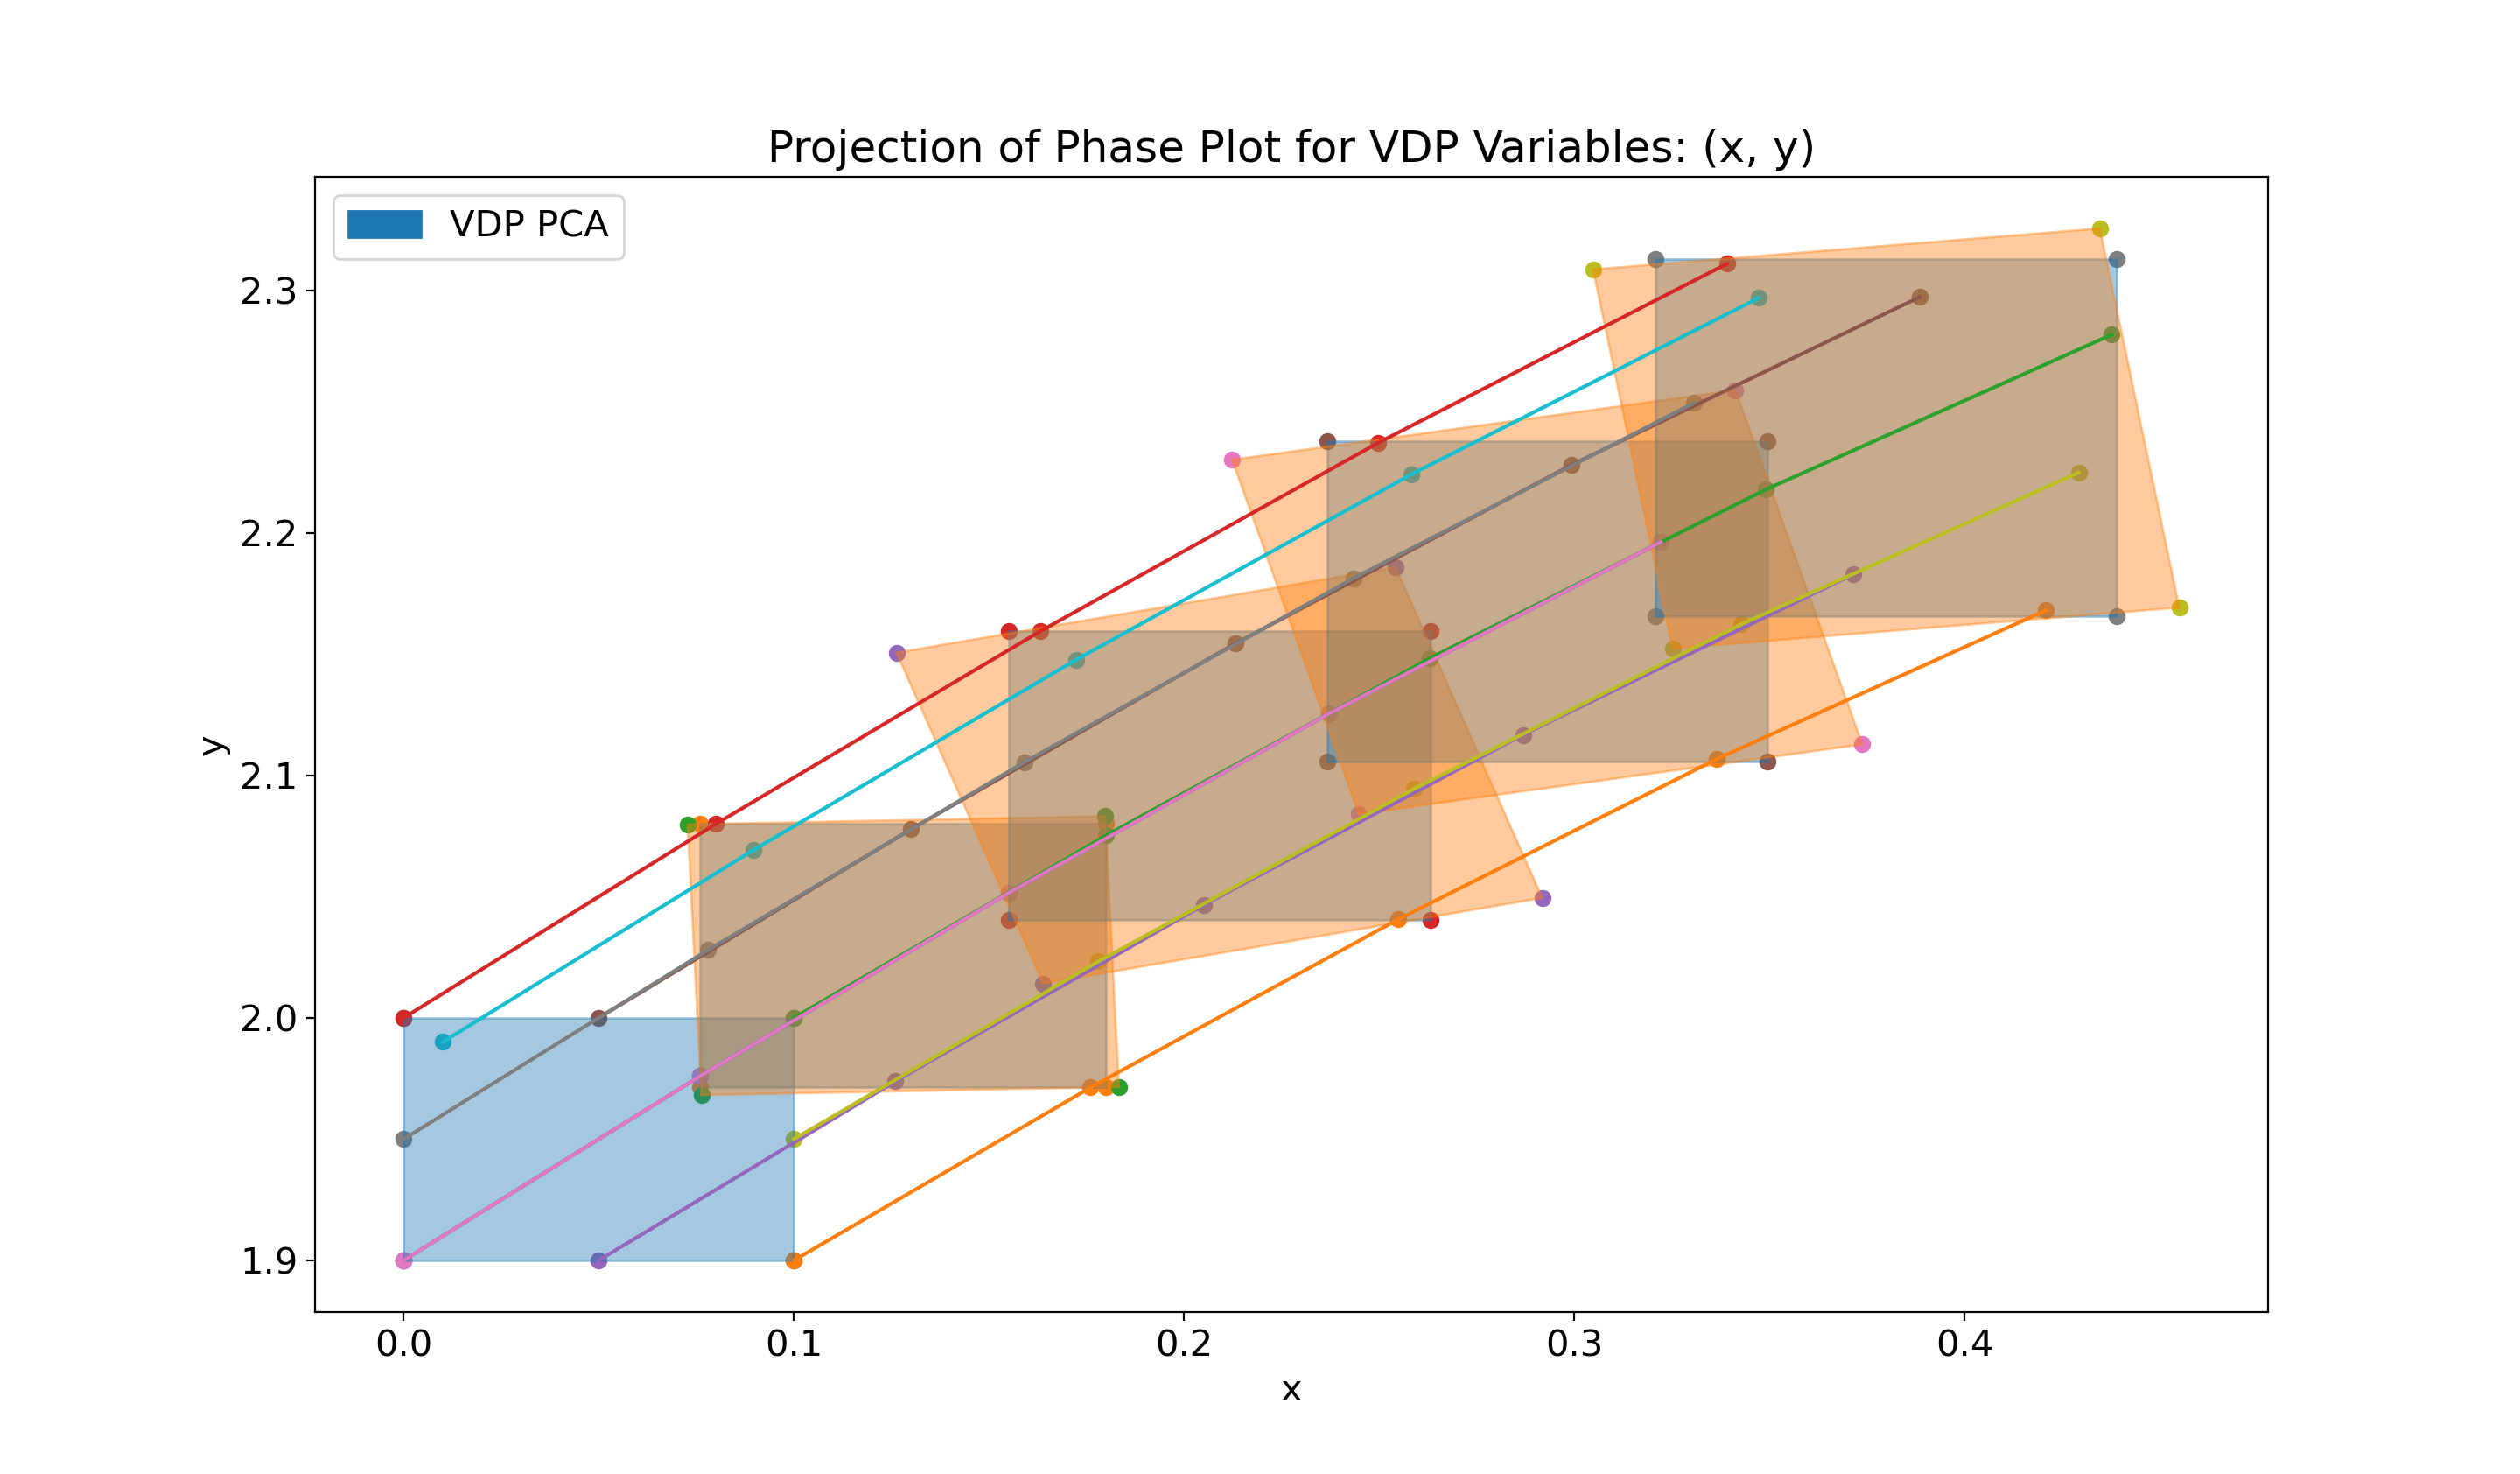 Projection of Phase Plot for VDP Variables: (x, y)
VDP PCA
2.3
2.2
2.1
2.0
1.9
y
0.0 0.1 0.2 0.3 0.4
x